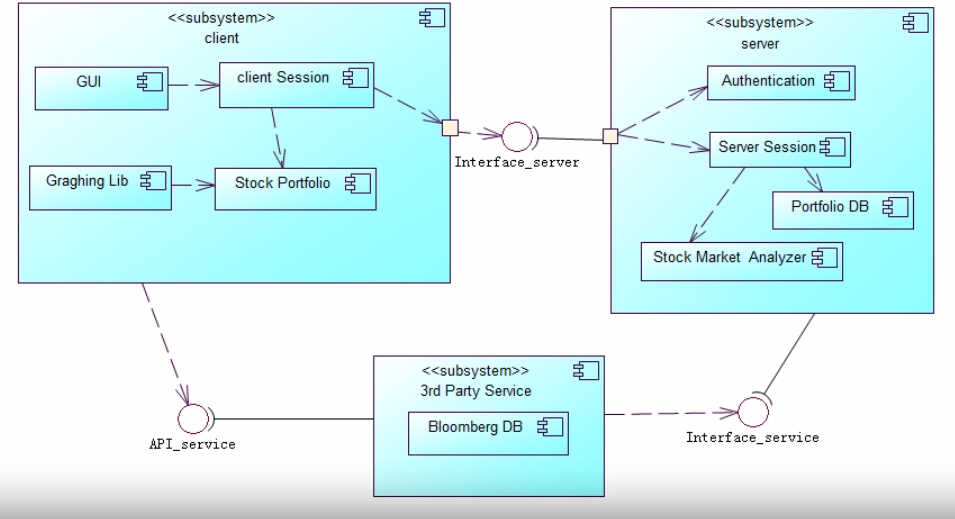 <<subsystem>>
client
GUI
client Session
Graghing Lib
Stock Portfolio
Interface_server
<<subsystem>>
server
Authentication
Server Session
Portfolio DB
Stock Market Analyzer
API_service
<<subsystem>>
3rd Party Service
Bloomberg DB
Interface_service